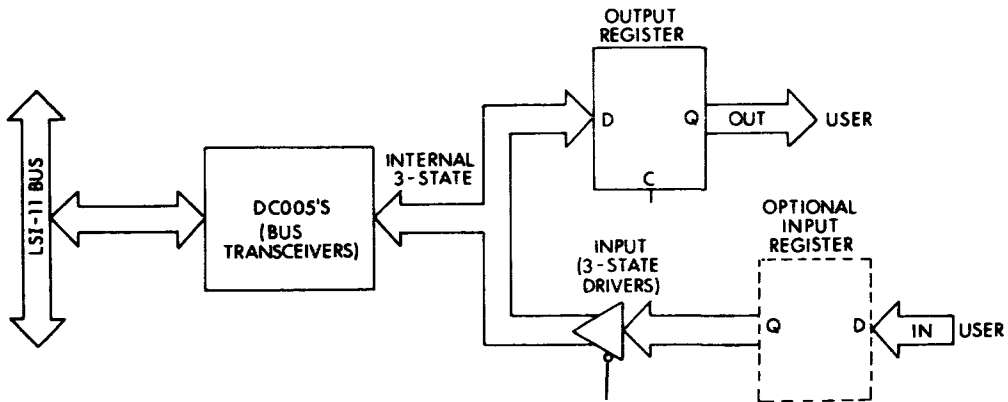 OUTPUT
REGISTER
D
Q
OUT
USER
C
LSI-11 BUS
DC005'S
(BUS
TRANSCEIVERS)
INTERNAL
3-STATE
INPUT
(3-STATE
DRIVERS)
OPTIONAL
INPUT
REGISTER
Q
D
IN
USER